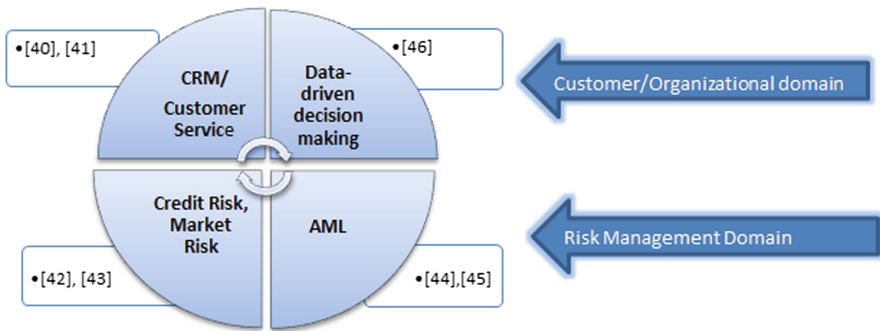 •[40], [41]
CRM/
Customer
Service
Data-
driven
decision
making
•[46]
Customer/Organizational domain
Credit Risk,
Market
Risk
AML
•[42], [43]
•[44],[45]
Risk Management Domain